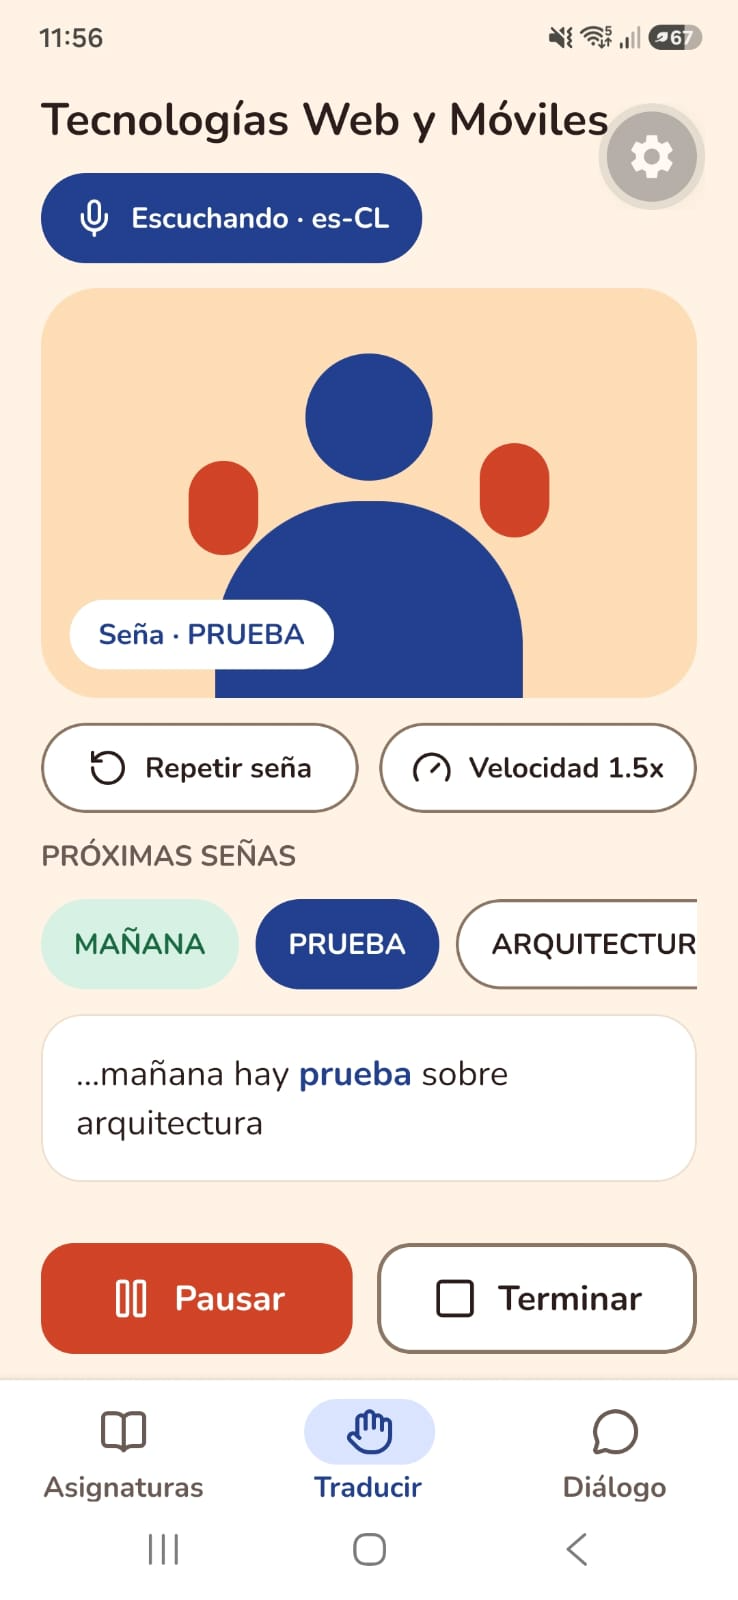 11:56
67
Tecnologías Web y Móviles
Escuchando · es-CL
Seña · PRUEBA
Repetir seña
Velocidad 1.5x
PRÓXIMAS SEÑAS
MAÑANA
PRUEBA
ARQUITECTUR
...mañana hay prueba sobre
arquitectura
Pausar
Terminar
Asignaturas
Traducir
Diálogo